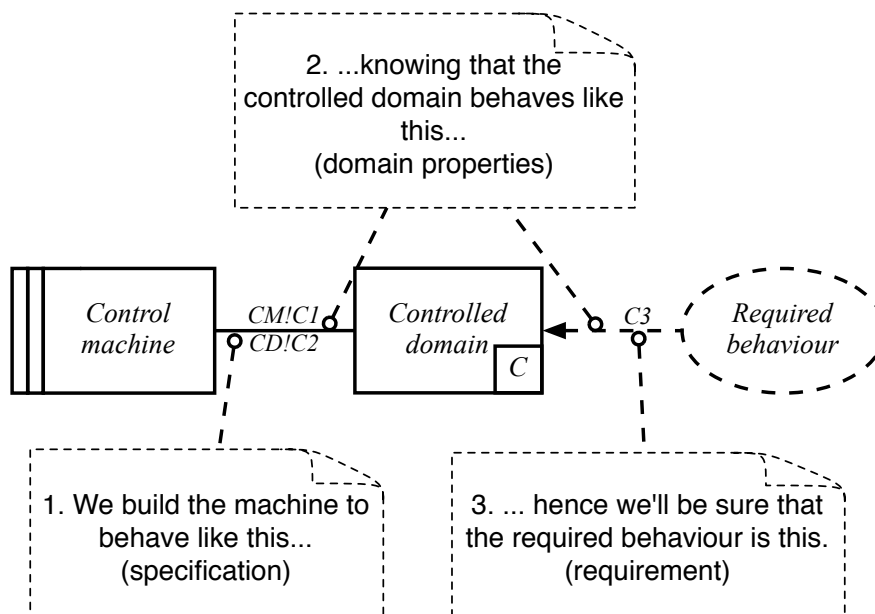 2. ...knowing that the
controlled domain behaves like
this...
(domain properties)
Control
machine
CM!C1
CD!C2
Controlled
domain
C
C3
Required
behaviour
1. We build the machine to
behave like this...
(specification)
3. ... hence we'll be sure that
the required behaviour is this.
(requirement)